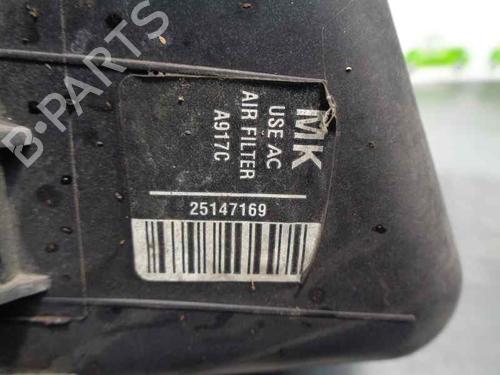 MK
USE AC
AIR FILTER
A917C
25147169
B-PARTS